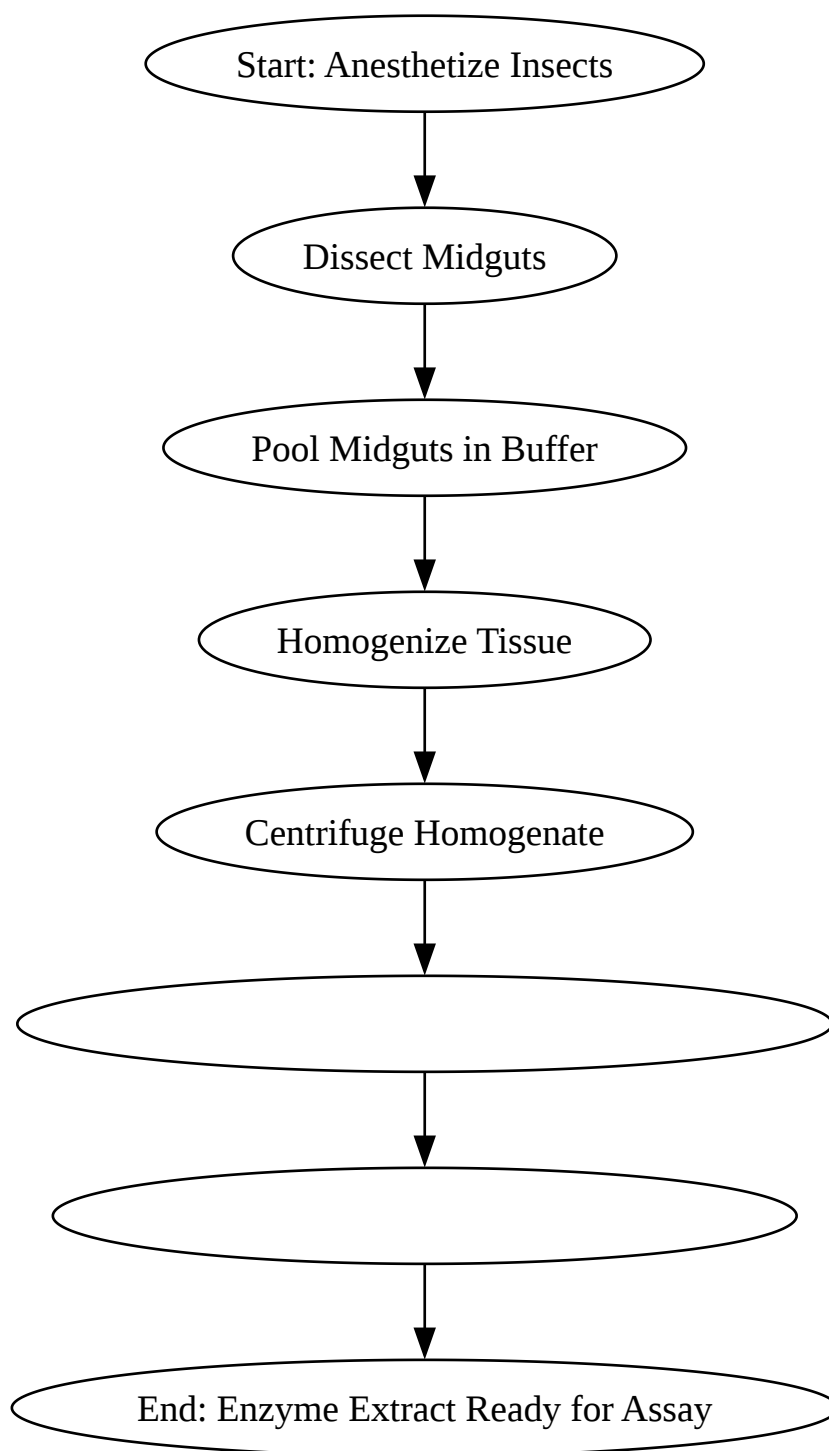 Start: Anesthetize Insects
Dissect Midguts
Pool Midguts in Buffer
Homogenize Tissue
Centrifuge Homogenate
End: Enzyme Extract Ready for Assay